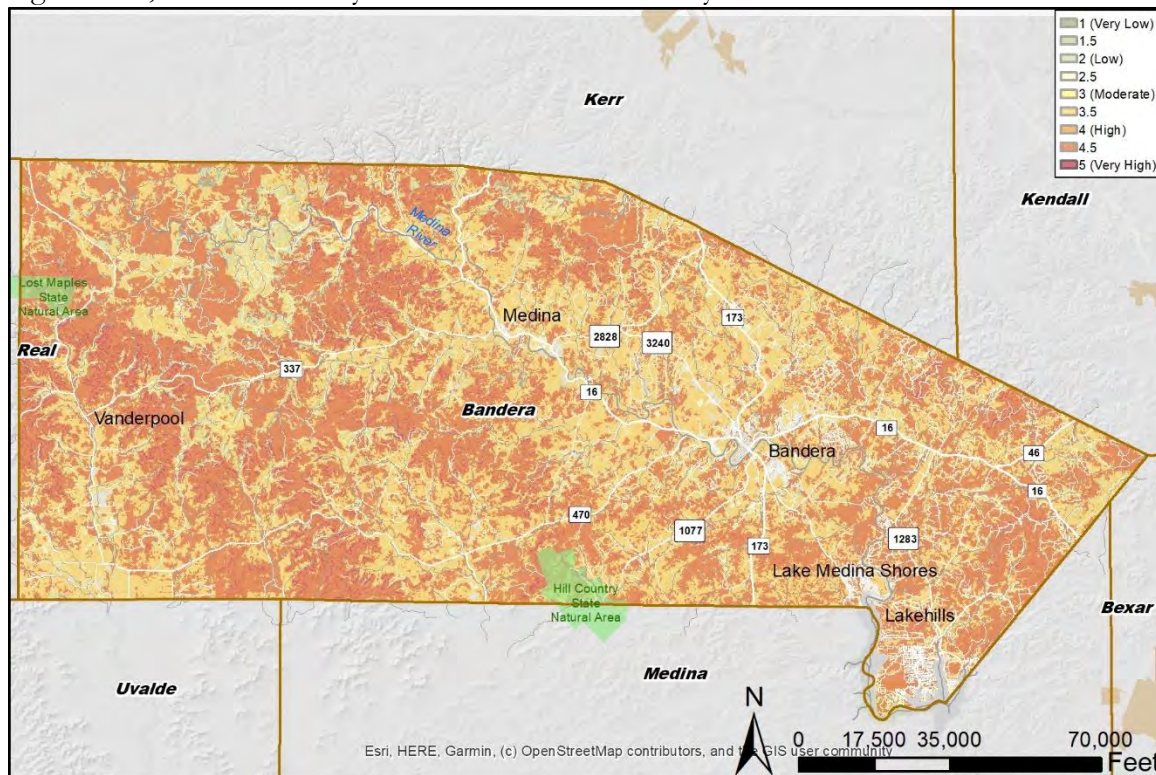 1 (Very Low)
1.5
2 (Low)
2.5
3 (Moderate)
3.5
4 (High)
4.5
5 (Very High)
Kerr
Kendall
Medina
River
Lost Maples
State
Natural Area
Real
Medina
2828
3240
173
337
16
Vanderpool
Bandera
Bandera
16
46
16
470
1077
173
1283
Lake Medina Shores
Hill Country
State
Natural Area
Lakehills
Bexar
Uvalde
Medina
N
Esri, HERE, Garmin, (c) OpenStreetMap contributors, and the GIS user community
0 17,500 35,000 70,000
Feet